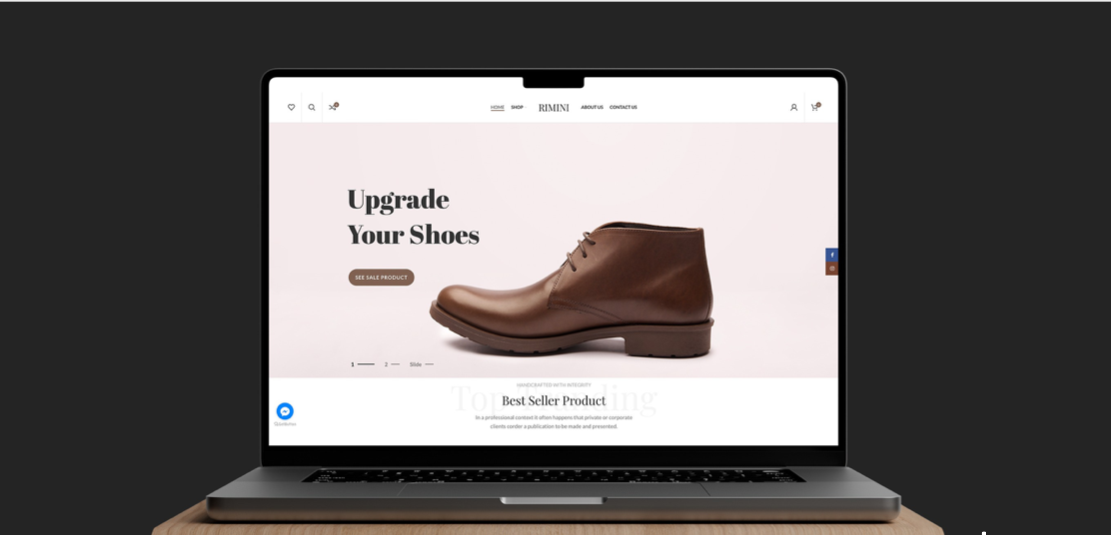 HOME SHOP RIMINI ABOUT US CONTACT US
Upgrade
Your Shoes
SEE SALE PRODUCT
1 2 Slide
HANDCRAFTED WITH INTEGRITY
Top Tranding
Best Seller Product
In a professional context it often happens that private or corporate
clients corder a publication to be made and presented.